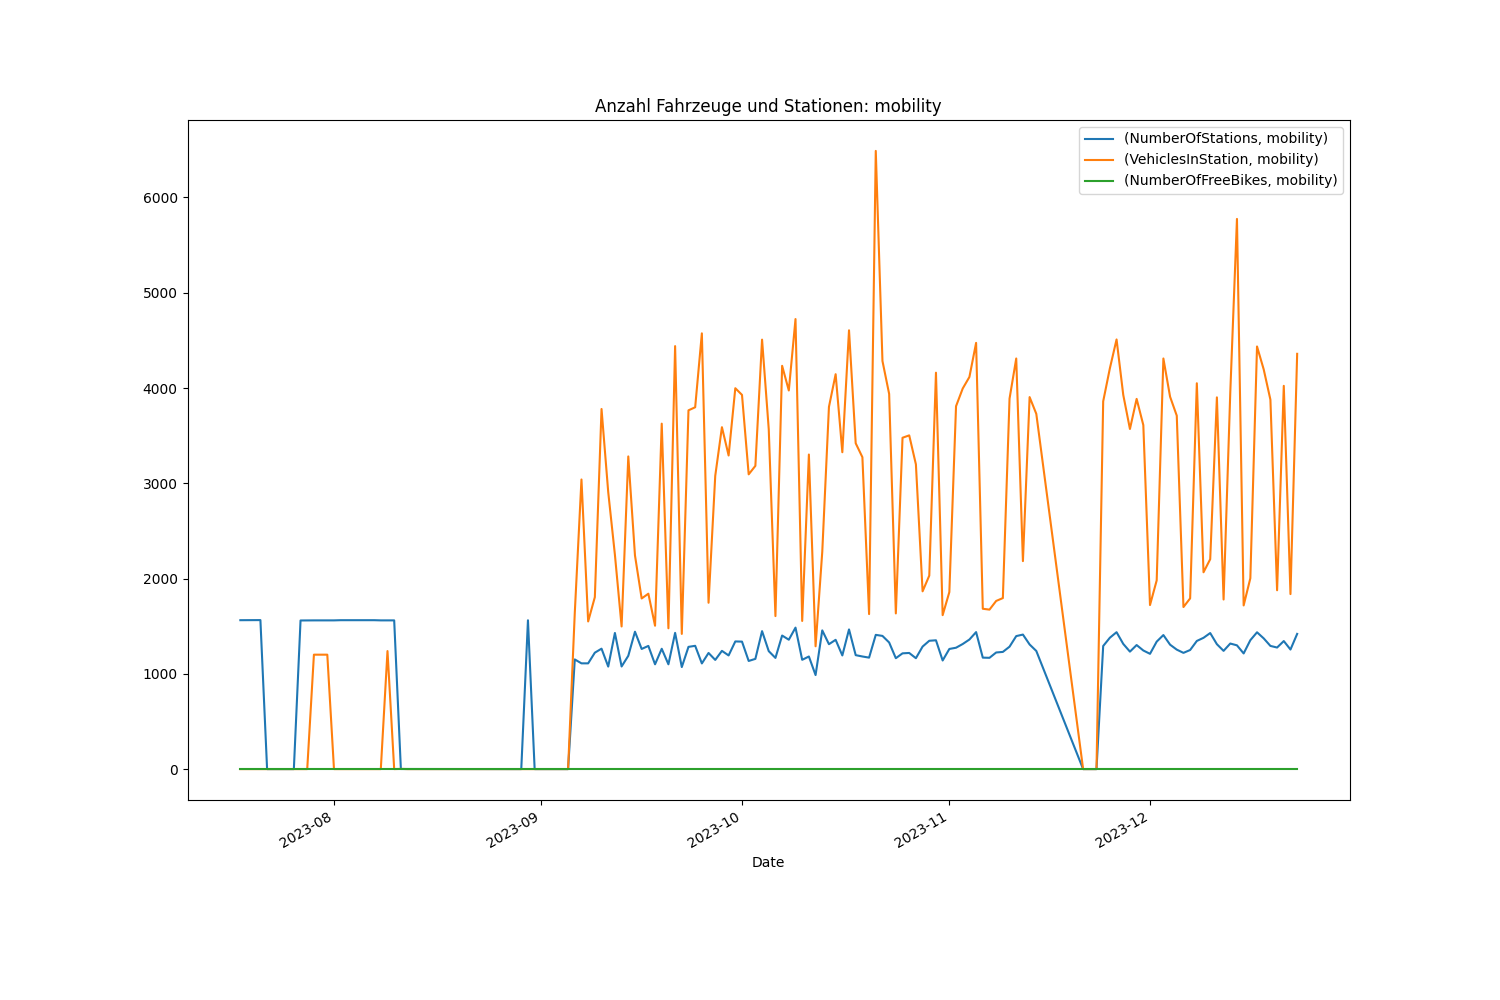 Anzahl Fahrzeuge und Stationen: mobility
(NumberOfStations, mobility)
(VehiclesInStation, mobility)
(NumberOfFreeBikes, mobility)
6000
5000
4000
3000
2000
1000
0
2023-08
2023-09
2023-10
2023-11
2023-12
Date